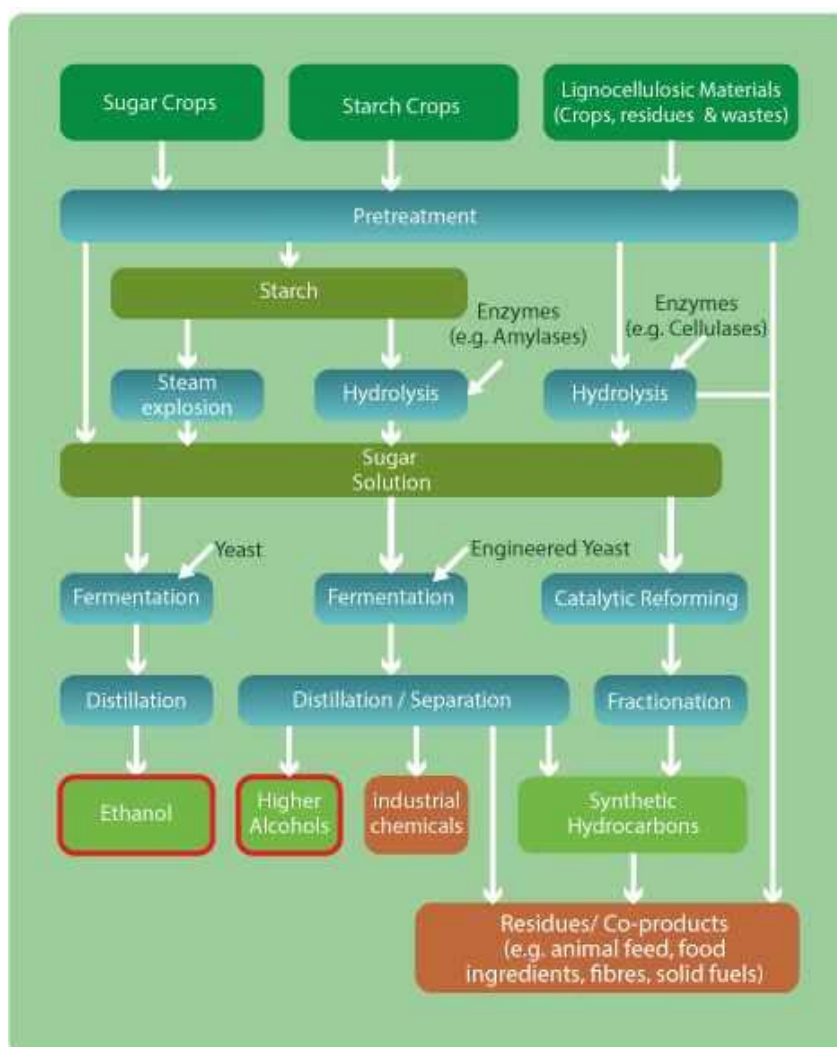 Sugar Crops
Starch Crops
Lignocellulosic Materials
(Crops, residues & wastes)
Pretreatment
Starch
Enzymes
(e.g. Amylases)
Enzymes
(e.g. Cellulases)
Steam
explosion
Hydrolysis
Hydrolysis
Sugar
Solution
Yeast
Engineered Yeast
Fermentation
Fermentation
Catalytic Reforming
Distillation
Distillation / Separation
Fractionation
Ethanol
Higher
Alcohols
industrial
chemicals
Synthetic
Hydrocarbons
Residues/ Co-products
(e.g. animal feed, food
ingredients, fibres, solid fuels)